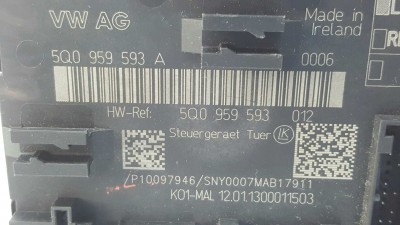 VW AG
Made in
Ireland
5Q0 959 593 A
0006
HW-Ref: 5Q0 959 593 012
Steuergeraet Tuer
/P10097946/SNY0007MAB17911
K01-MAL 12.01.1300011503